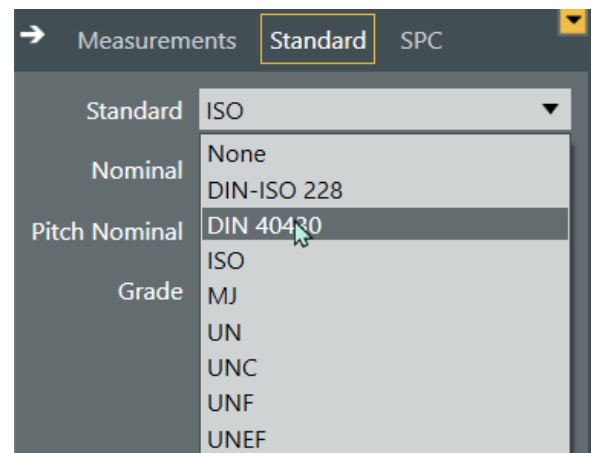 Measurements Standard SPC
Standard ISO
Nominal
Pitch Nominal
Grade
None
DIN-ISO 228
DIN 40430
ISO
MJ
UN
UNC
UNF
UNEF